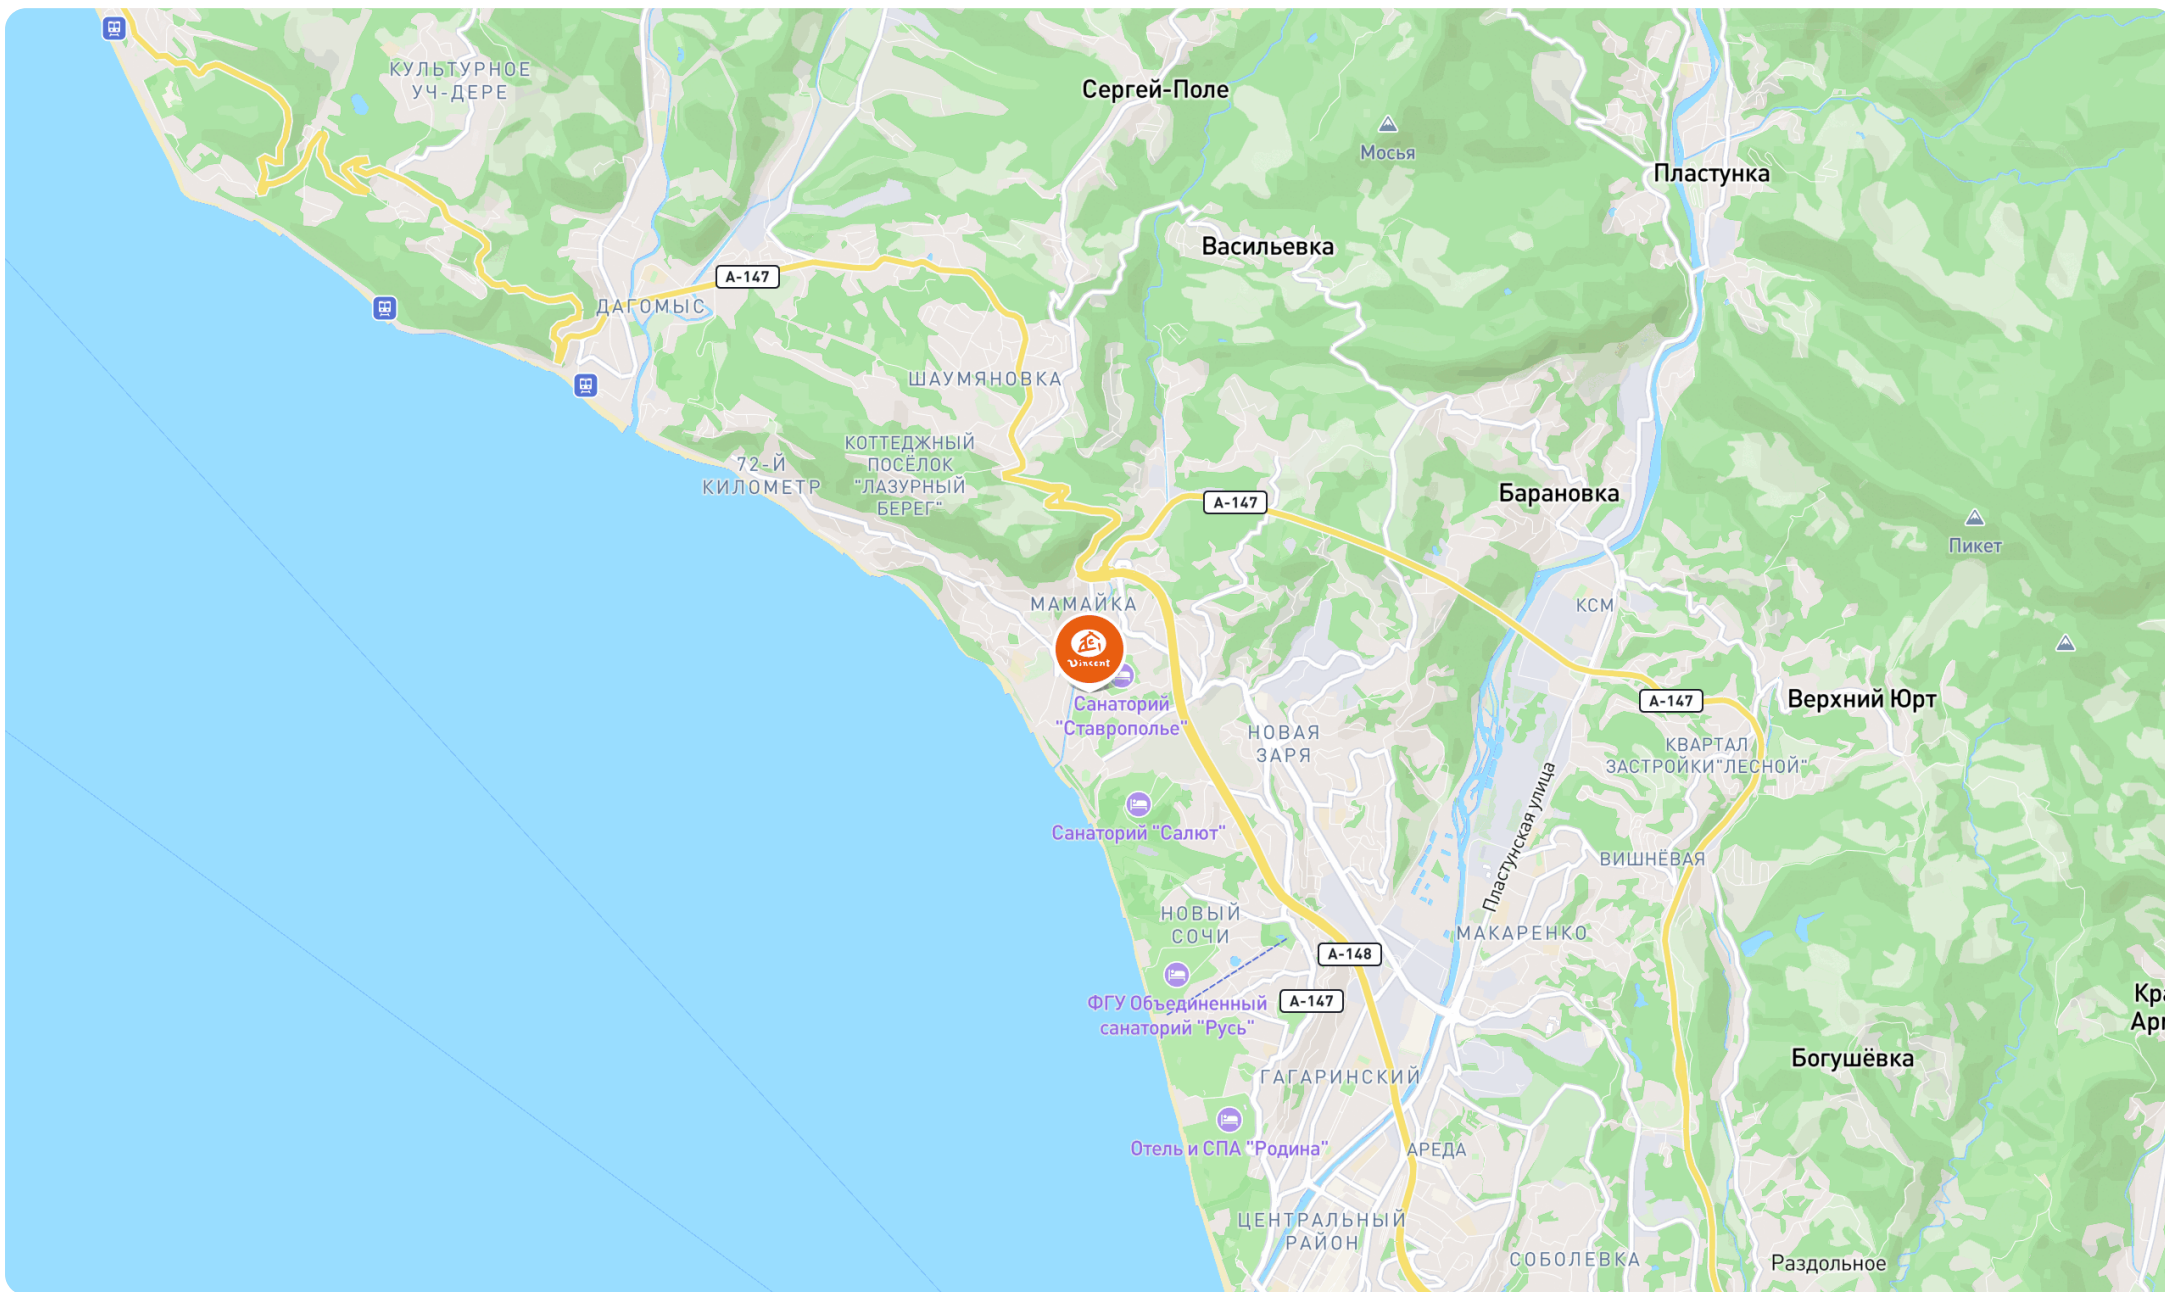 КУЛЬТУРНОЕ
УЧ-ДЕРЕ
Сергей-Поле
Мосья
Пластунка
Васильевка
А-147
ДАГОМЫС
ШАУМЯНОВКА
КОТТЕДЖНЫЙ
ПОСЁЛОК
"ЛАЗУРНЫЙ
БЕРЕГ"
72-Й
КИЛОМЕТР
А-147
Барановка
Пикет
МАМАЙКА
КСМ
Vincent
Санаторий
"Ставрополье"
А-147
Верхний Юрт
НОВАЯ
ЗАРЯ
КВАРТАЛ
ЗАСТРОЙКИ"ЛЕСНОЙ"
Пластунская улица
Санаторий "Салют"
ВИШНЁВАЯ
НОВЫЙ
СОЧИ
МАКАРЕНКО
А-148
А-147
ФГУ Объединенный
санаторий "Русь"
Кра
Арм
Богушёвка
ГАГАРИНСКИЙ
Отель и СПА "Родина"
АРЕДА
ЦЕНТРАЛЬНЫЙ
РАЙОН
СОБОЛЕВКА
Раздольное